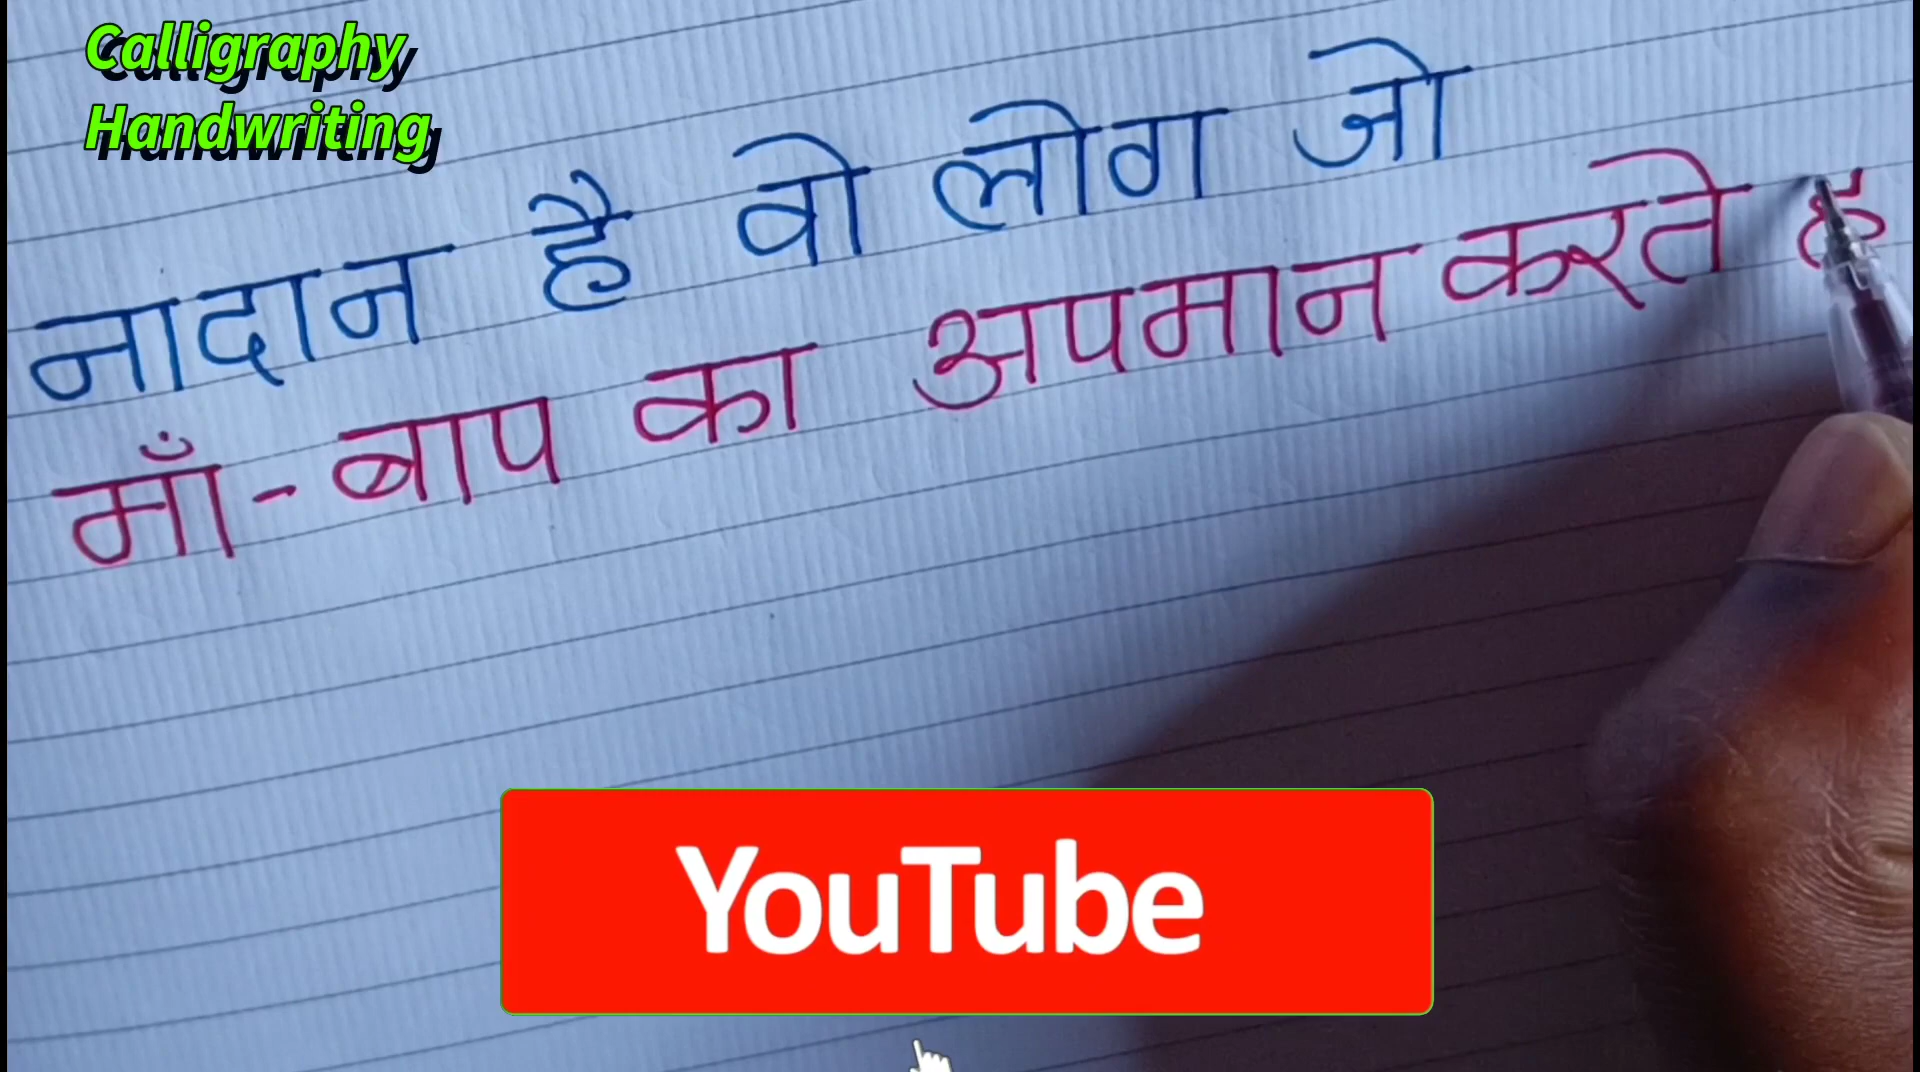 Calligraphy
Handwriting
नादान है वो लोग जो
माँ-बाप का अपमान करते ह
YouTube